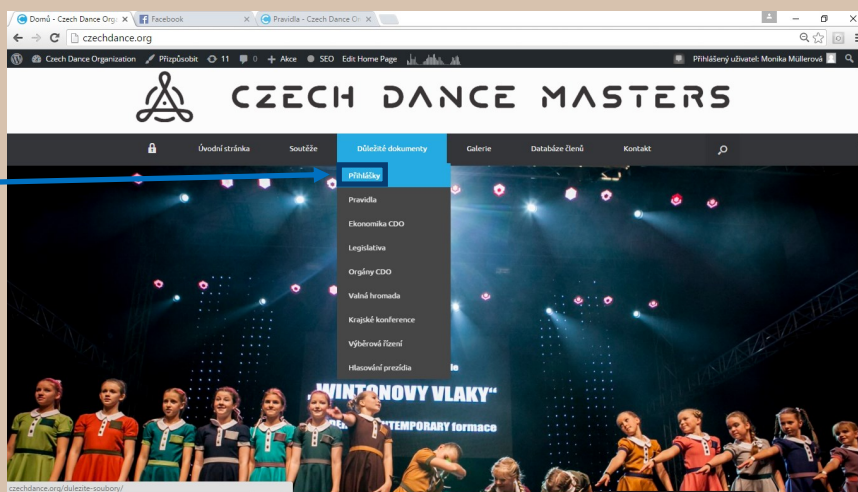 Domů - Czech Dance Orga
Facebook
Pravidla - Czech Dance Or
czechdance.org
Czech Dance Organization Přizpůsobit 11 0 + Akce SEO Edit Home Page
Přihlášený uživatel: Monika Müllerová
CZECH DANCE MASTERS
Úvodní stránka Soutěže Důležité dokumenty Galerie Databáze členů Kontakt
Přihlášky
Pravidla
Ekonomika CDO
Legislativa
Orgány CDO
Valná hromada
Krajské konference
Výběrová řízení
Hlasování prezídia
le
„WINTONOVY VLAKY“
CONTEMPORARY formace
czechdance.org/dulezite-soubory/